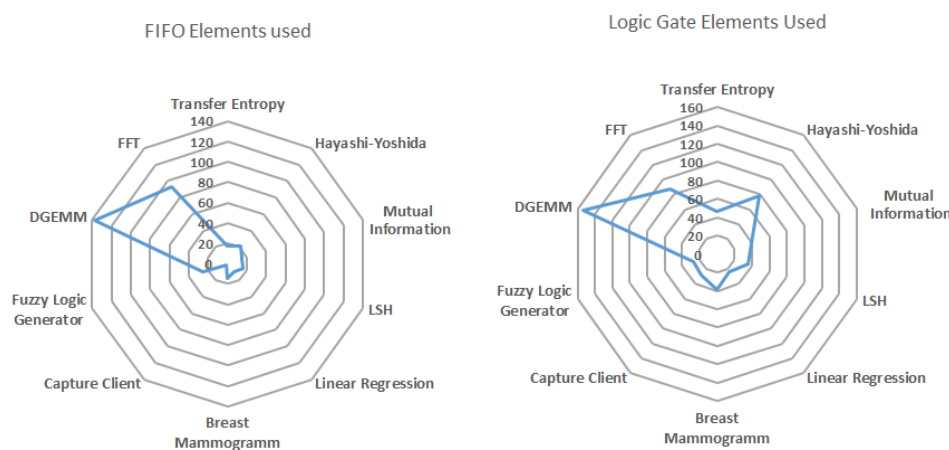 FIFO Elements used
Transfer Entropy
140
120
100
80
60
40
20
0
Hayashi-Yoshida
Mutual
Information
LSH
Linear Regression
Breast
Mammogramm
Capture Client
Fuzzy Logic
Generator
DGEMM
FFT
Logic Gate Elements Used
Transfer Entropy
160
140
120
100
80
60
40
20
0
Hayashi-Yoshida
Mutual
Information
LSH
Linear Regression
Breast
Mammogramm
Capture Client
Fuzzy Logic
Generator
DGEMM
FFT